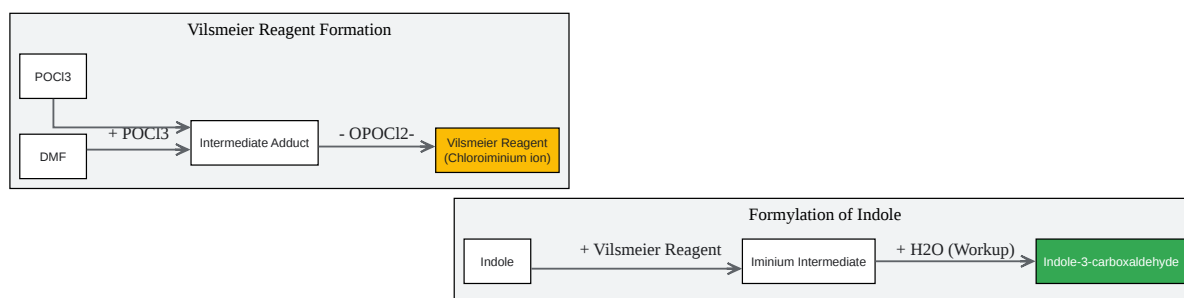 Vilsmeier Reagent Formation
POCl3
DMF
+ POCl3
Intermediate Adduct
- OPOCl2-
Vilsmeier Reagent
(Chloroiminium ion)
Formylation of Indole
Indole
+ Vilsmeier Reagent
Iminium Intermediate
+ H2O (Workup)
Indole-3-carboxaldehyde